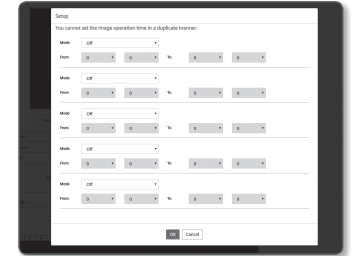 Setup
You cannot set the image operation time in a duplicate manner.
Mode Off
From 0 0 To 0 0
Mode Off
From 0 0 To 0 0
Mode Off
From 0 0 To 0 0
Mode Off
From 0 0 To 0 0
Mode Off
From 0 0 To 0 0
OK Cancel